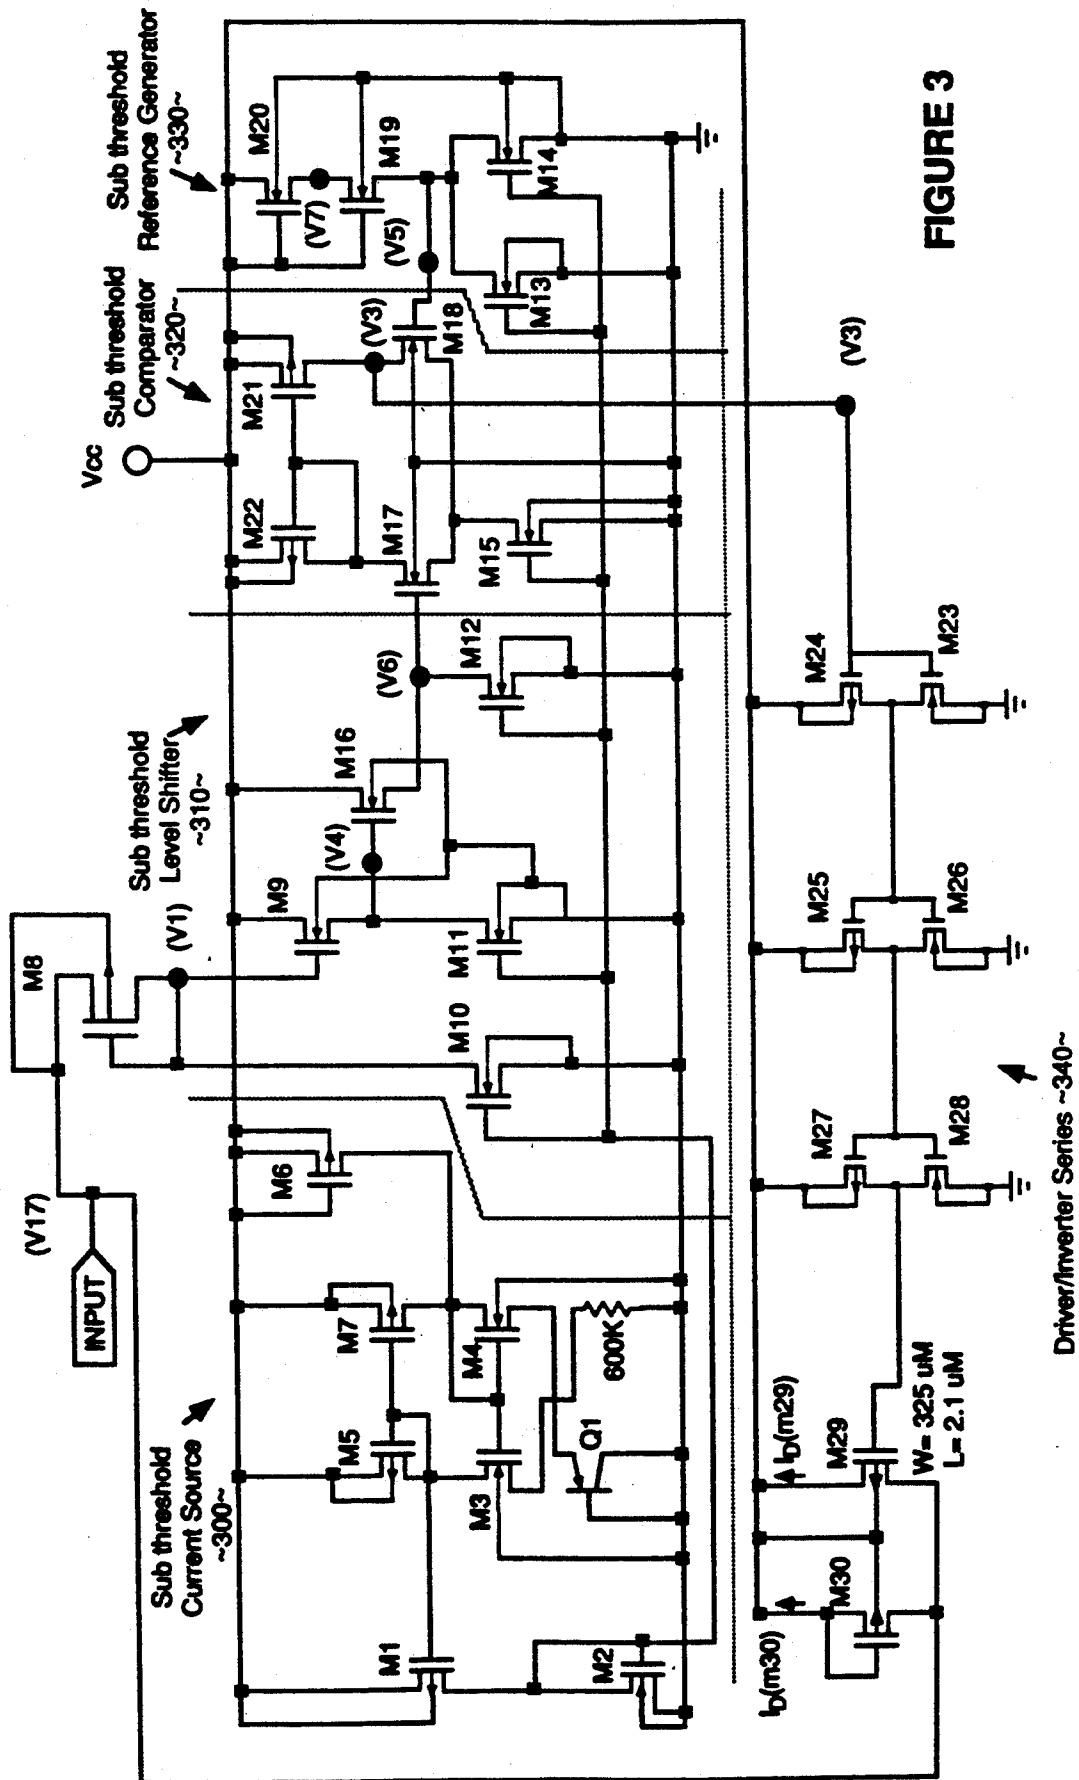 FIGURE 3
Sub threshold
Current Source
~300~
Sub threshold
Level Shifter
~310~
Sub threshold
Comparator
~320~
Sub threshold
Reference Generator
~330~
Vcc
INPUT
(V17)
M8
(V1)
M1
M2
M3
M5
M7
M4
M6
Q1
600K
M10
M9
M11
(V4)
M16
(V6)
M12
M22
M17
M15
M21
(V3)
M18
(V5)
(V7)
M20
M19
M13
M14
(V3)
M24
M23
M25
M26
M27
M28
ID(m29)
M29
W= 325 uM
L= 2.1 uM
ID(m30)
M30
Driver/Inverter Series ~340~